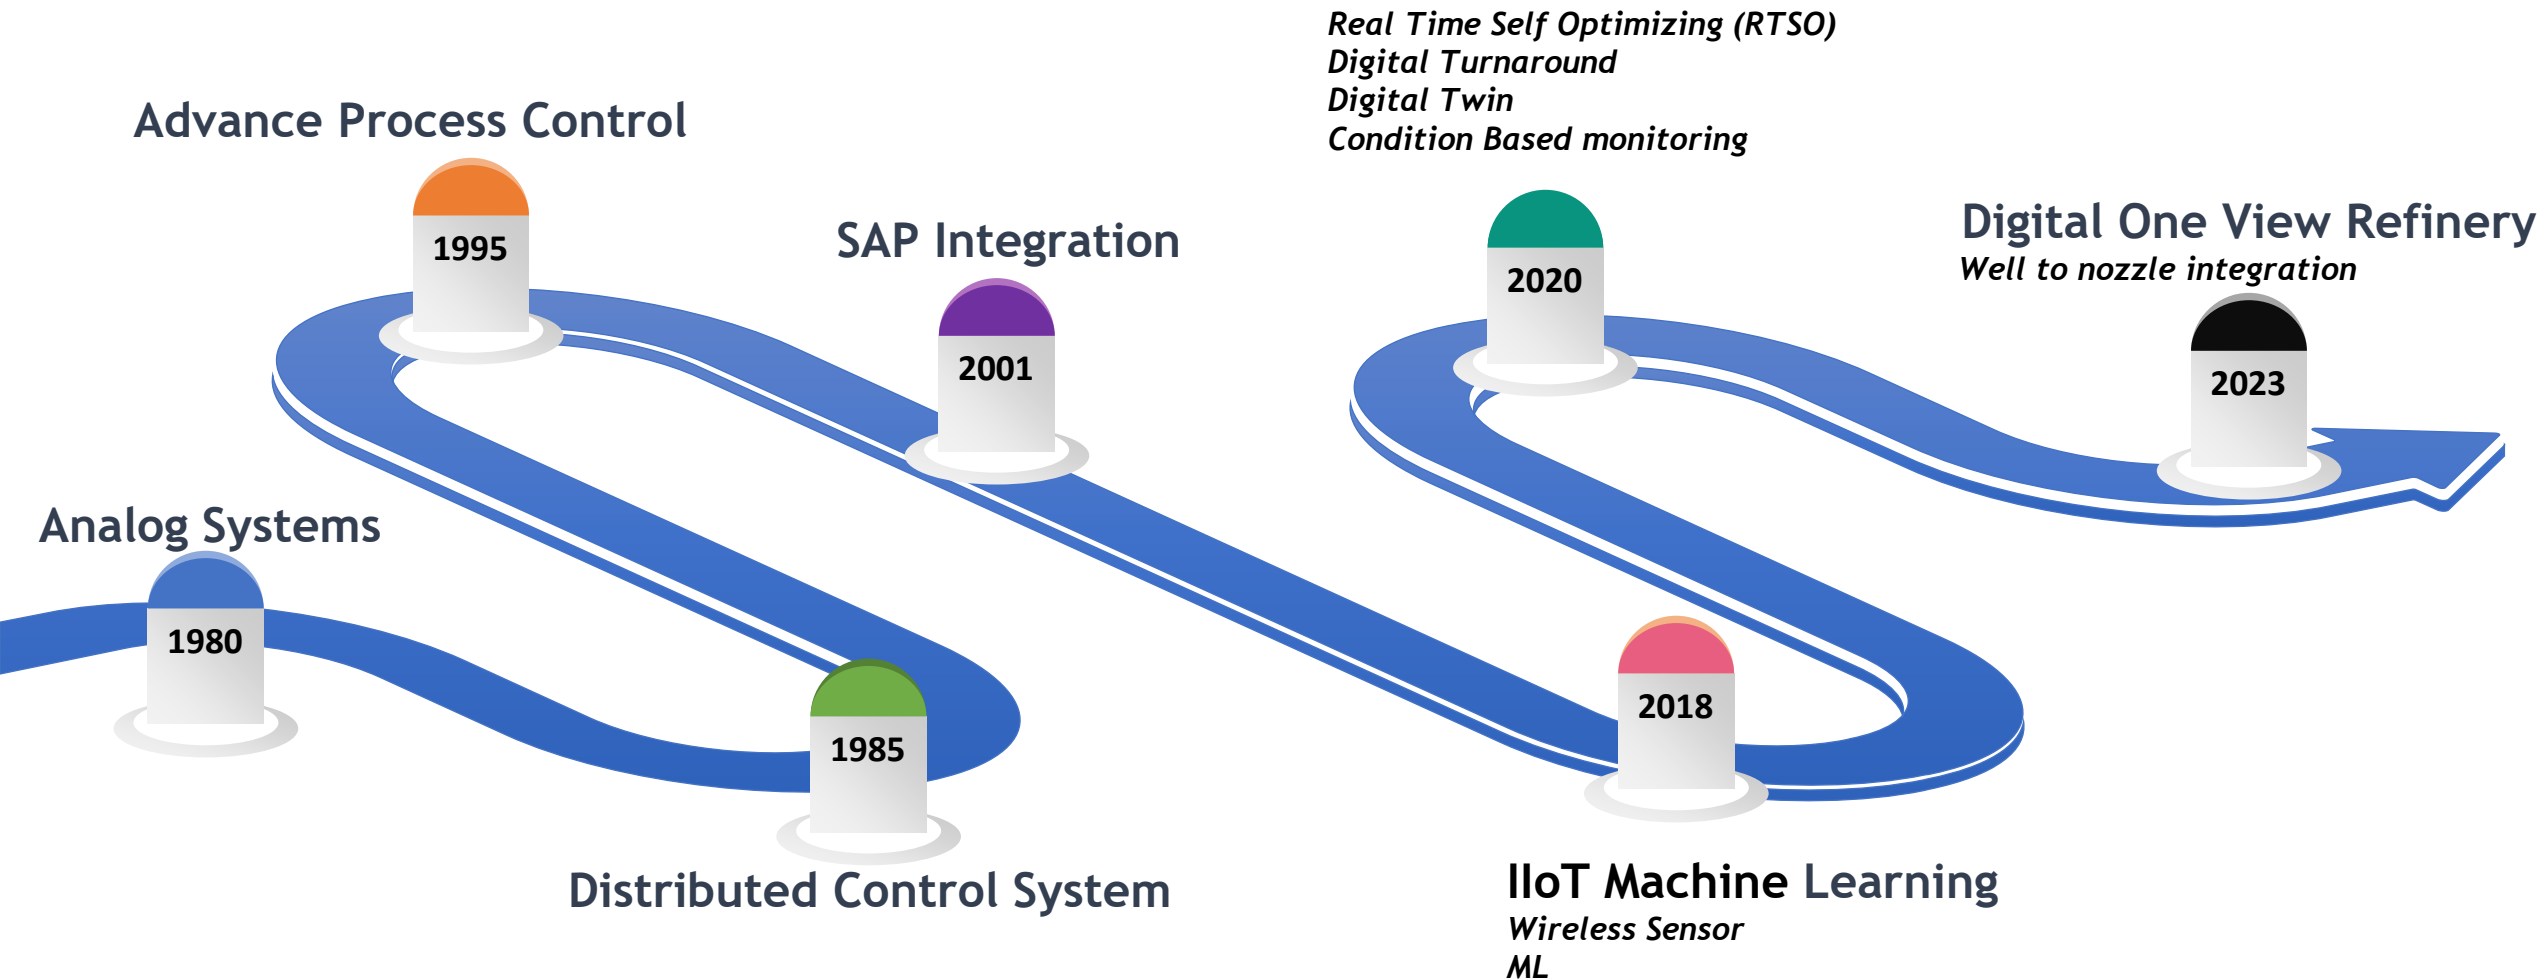 Real Time Self Optimizing (RTSO)
Digital Turnaround
Digital Twin
Condition Based monitoring
Advance Process Control
1995
SAP Integration
2001
2020
Digital One View Refinery
Well to nozzle integration
2023
Analog Systems
1980
1985
Distributed Control System
2018
IIoT Machine Learning
Wireless Sensor
ML